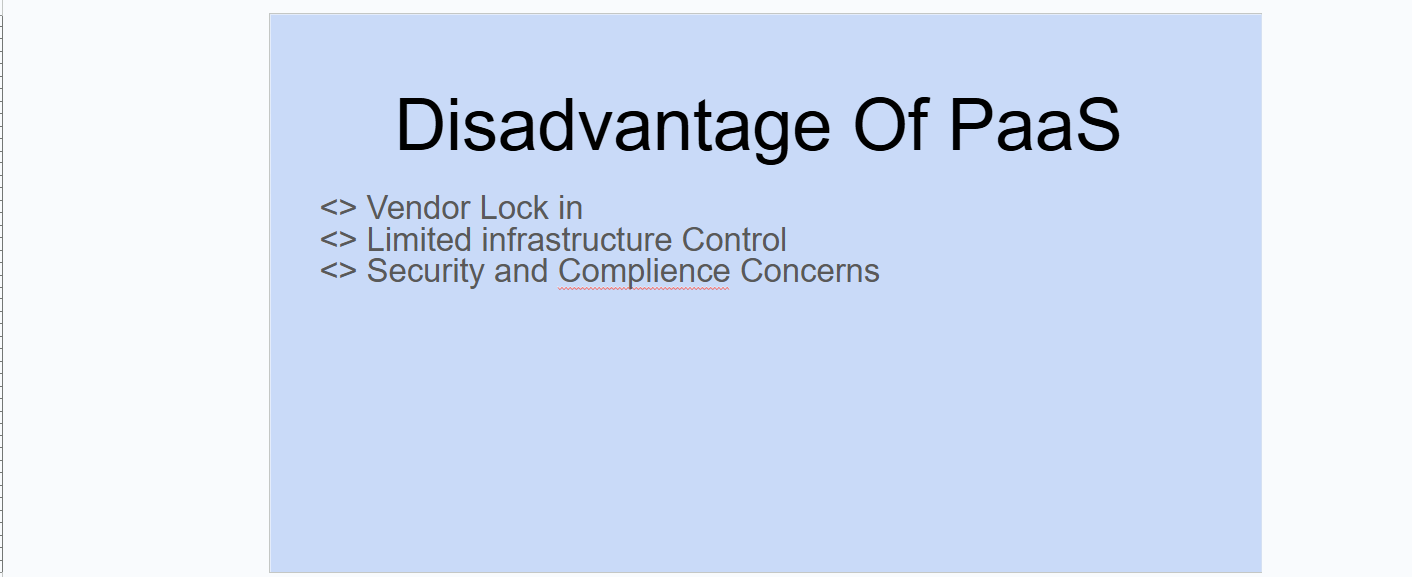 Disadvantage Of PaaS
<> Vendor Lock in
<> Limited infrastructure Control
<> Security and Complience Concerns